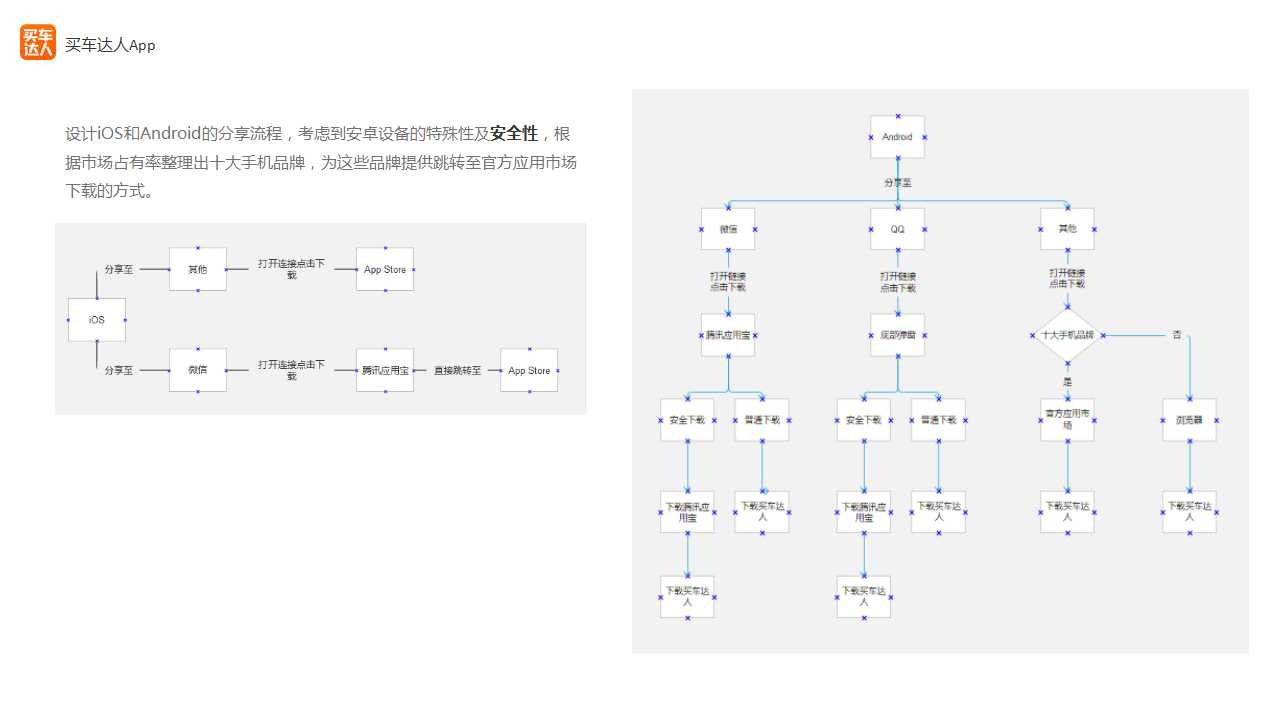 买车
达人
买车达人App
设计iOS和Android的分享流程，考虑到安卓设备的特殊性及安全性，根
据市场占有率整理出十大手机品牌，为这些品牌提供跳转至官方应用市场
下载的方式。
分享至
其他
打开连接点击下
载
App Store
iOS
分享至
微信
打开连接点击下
载
腾讯应用宝
直接跳转至
App Store
Android
分享至
微信
QQ
其他
打开链接
点击下载
打开链接
点击下载
打开链接
点击下载
腾讯应用宝
底部弹窗
十大手机品牌
否
是
安全下载
普通下载
安全下载
普通下载
官方应用市
场
浏览器
下载腾讯应
用宝
下载买车达
人
下载腾讯应
用宝
下载买车达
人
下载买车达
人
下载买车达
人
下载买车达
人
下载买车达
人